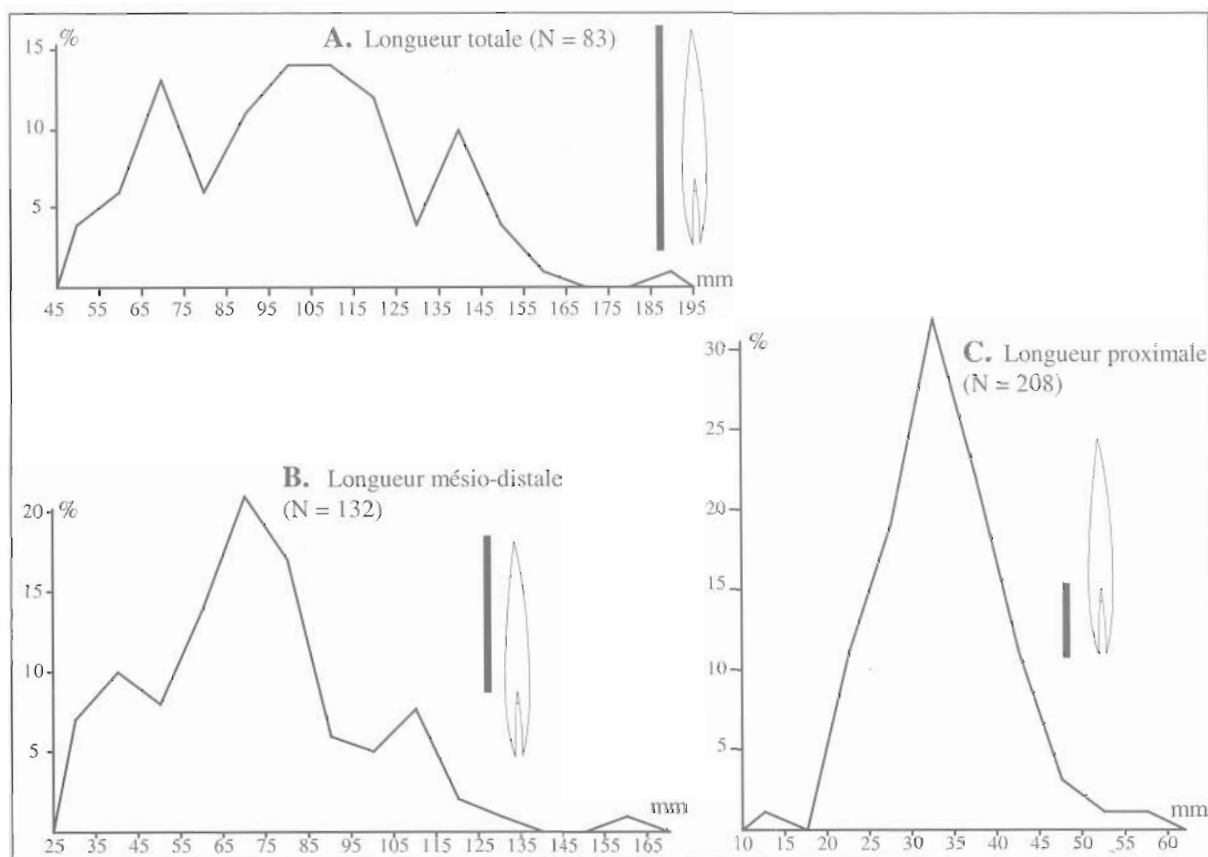 A. Longueur totale (N = 83)
%
15
10
5
mm
45 55 65 75 85 95 105 115 125 135 145 155 165 175 185 195
B. Longueur mésio-distale
(N = 132)
%
20
15
10
5
mm
25 35 45 55 65 75 85 95 105 115 125 135 145 155 165
C. Longueur proximale
(N = 208)
%
30
25
20
15
10
5
mm
10 15 20 25 30 35 40 45 50 55 60